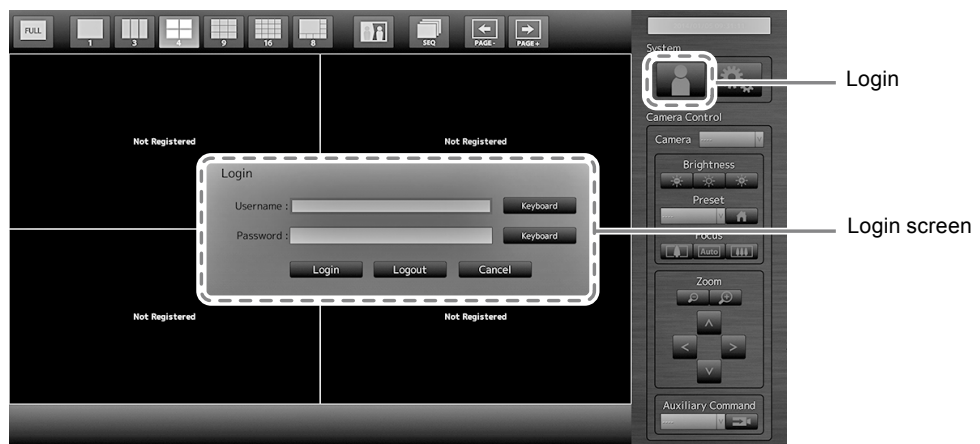 FULL
1
3
4
9
16
8
SEQ
PAGE-
PAGE+
System
Login
Camera Control
Camera
Not Registered
Not Registered
Brightness
Login
Username :
Keyboard
Preset
Password :
Keyboard
Login screen
Focus
Auto
Login
Logout
Cancel
Zoom
Not Registered
Not Registered
Auxiliary Command